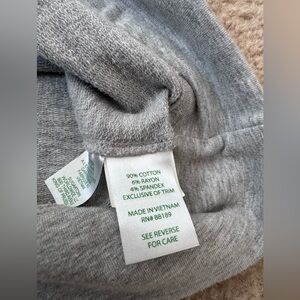 90% COTTON
6% RAYON
4% SPANDEX
EXCLUSIVE OF TRIM
MADE IN VIETNAM
RN# 88189
SEE REVERSE
FOR CARE